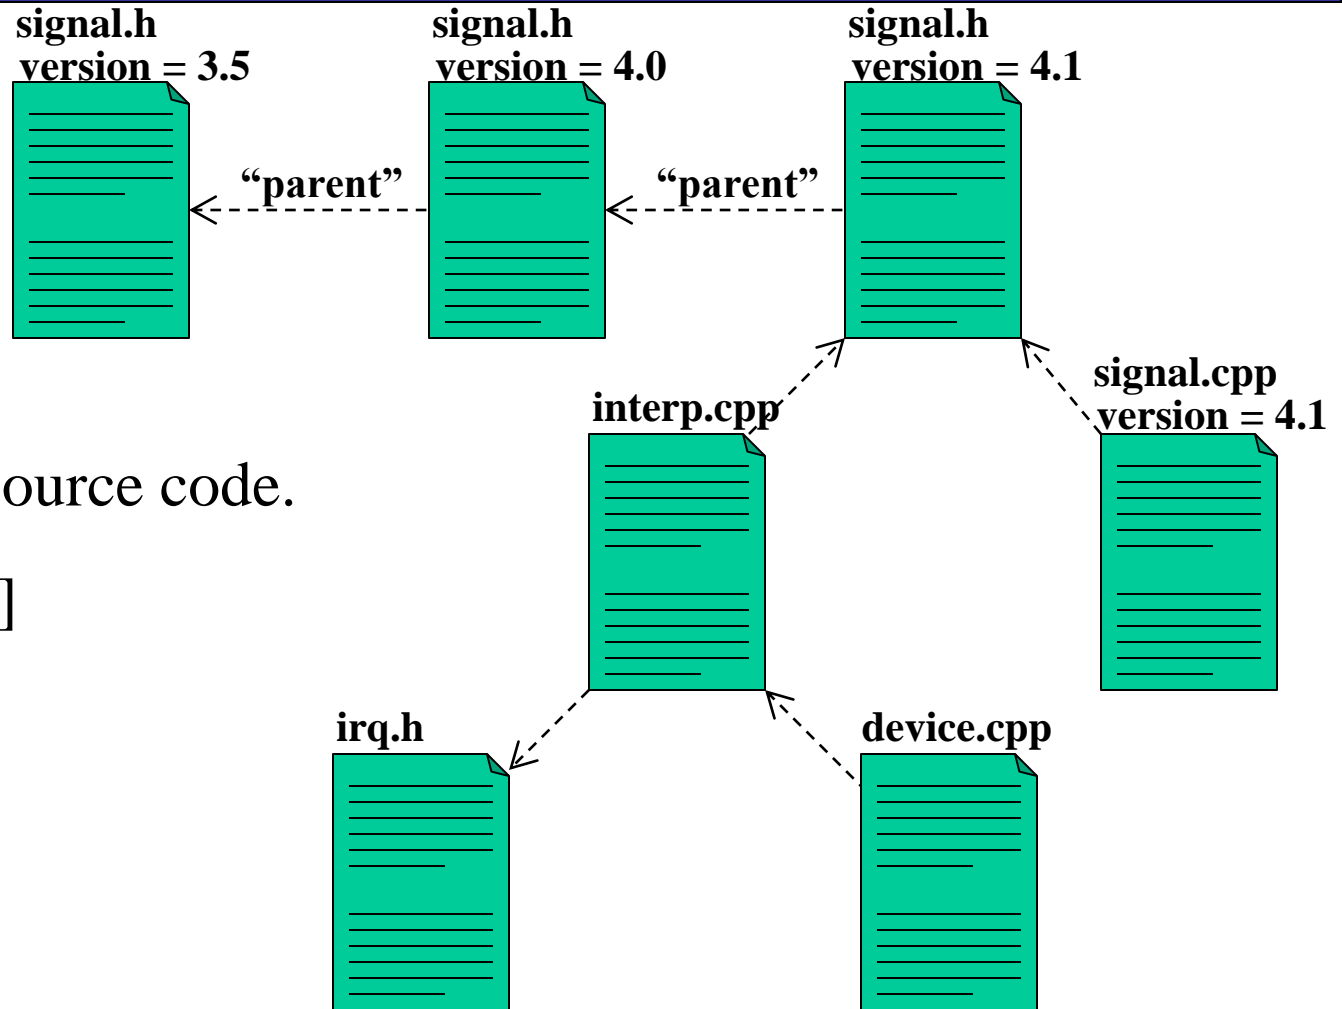 signal.h
version = 3.5
signal.h
version = 4.0
signal.h
version = 4.1
“parent”
“parent”
signal.cpp
version = 4.1
interp.cpp
ource code.
]
irq.h
device.cpp